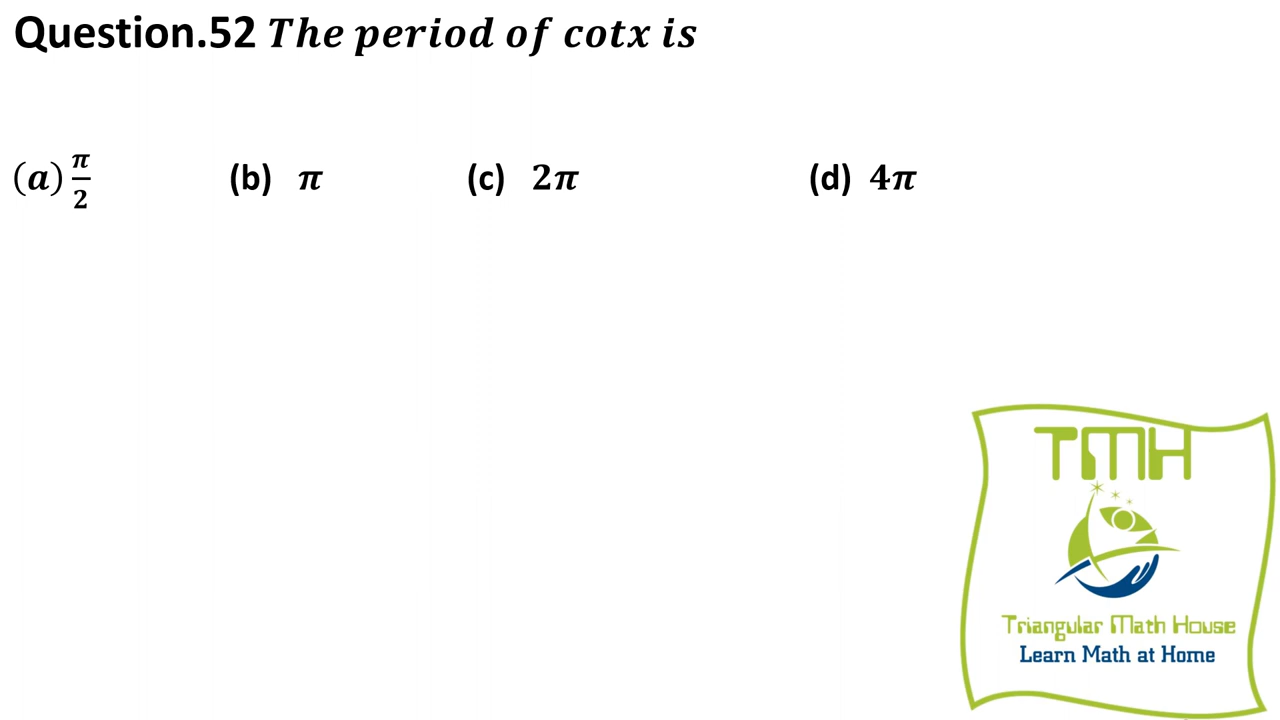 Question.52 The period of cotx is
(a) π/2 (b) π (c) 2π (d) 4π
TMH
Triangular Math House
Learn Math at Home